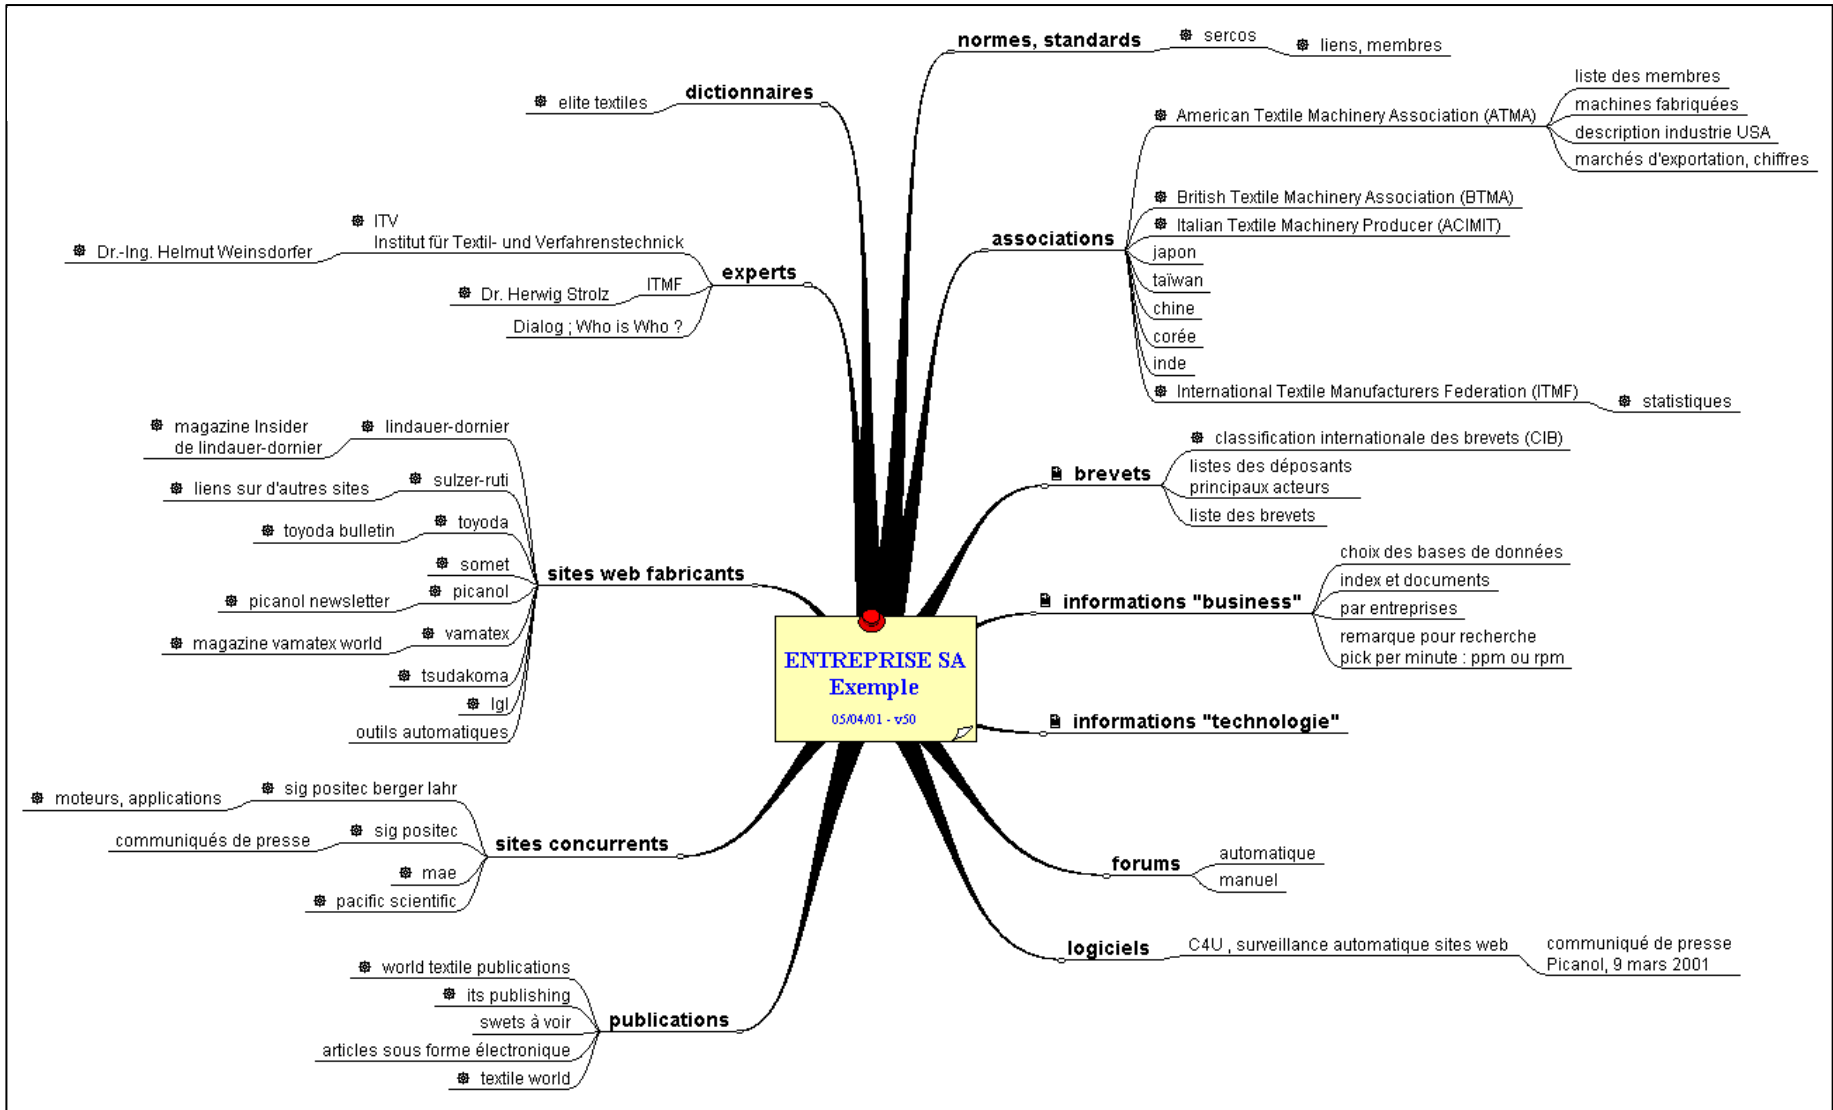 normes, standards
sercos
liens, membres
dictionnaires
elite textiles
associations
American Textile Machinery Association (ATMA)
liste des membres
machines fabriquées
description industrie USA
marchés d'exportation, chiffres
British Textile Machinery Association (BTMA)
Italian Textile Machinery Producer (ACIMIT)
japon
taïwan
chine
corée
inde
International Textile Manufacturers Federation (ITMF)
statistiques
experts
ITV
Institut für Textil- und Verfahrenstechnick
Dr.-Ing. Helmut Weinsdorfer
ITMF
Dr. Herwig Strolz
Dialog ; Who is Who ?
brevets
classification internationale des brevets (CIB)
listes des déposants
principaux acteurs
liste des brevets
sites web fabricants
lindauer-dornier
magazine Insider
de lindauer-dornier
sulzer-ruti
liens sur d'autres sites
toyoda
toyoda bulletin
somet
picanol
picanol newsletter
vamatex
magazine vamatex world
tsudakoma
lgl
outils automatiques
informations "business"
choix des bases de données
index et documents
par entreprises
remarque pour recherche
pick per minute : ppm ou rpm
ENTREPRISE SA
Exemple
05/04/01 - v50
informations "technologie"
sites concurrents
sig positec berger lahr
moteurs, applications
sig positec
communiqués de presse
mae
pacific scientific
forums
automatique
manuel
logiciels
C4U , surveillance automatique sites web
communiqué de presse
Picanol, 9 mars 2001
publications
world textile publications
its publishing
swets à voir
articles sous forme électronique
textile world